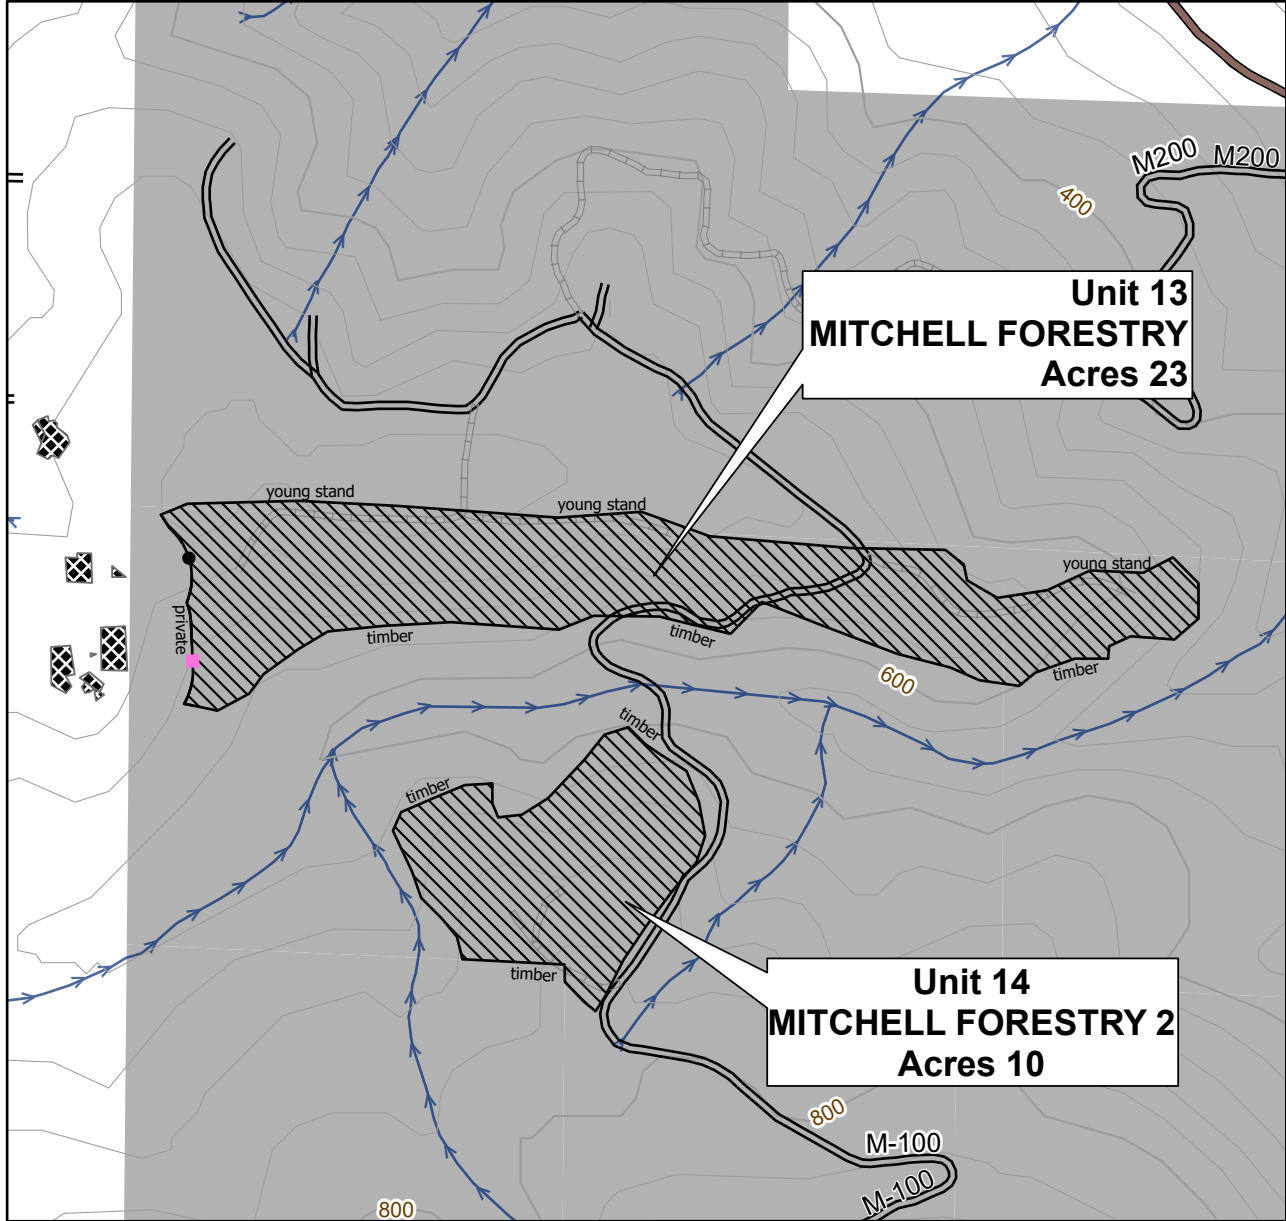 M200
M200
400
Unit 13
MITCHELL FORESTRY
Acres 23
young stand
young stand
young stand
private
timber
timber
timber
600
timber
timber
timber
Unit 14
MITCHELL FORESTRY 2
Acres 10
800
M-100
M-100
800